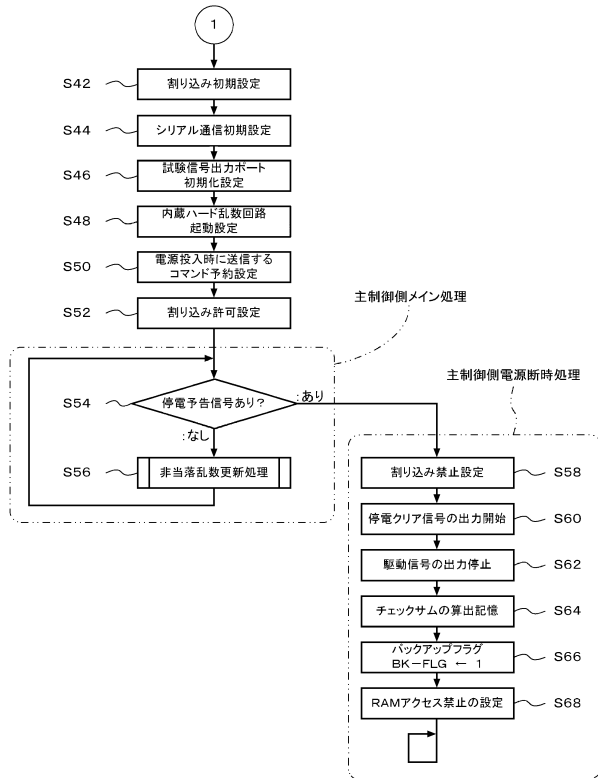 1
S42
割り込み初期設定
S44
シリアル通信初期設定
S46
試験信号出力ポート
初期化設定
S48
内蔵ハード乱数回路
起動設定
S50
電源投入時に送信する
コマンド予約設定
S52
割り込み許可設定
主制御側メイン処理
S54
停電予告信号あり?
:あり
:なし
S56
非当落乱数更新処理
主制御側電源断時処理
割り込み禁止設定
S58
停電クリア信号の出力開始
S60
駆動信号の出力停止
S62
チェックサムの算出記憶
S64
バックアップフラグ
BK-FLG ← 1
S66
RAMアクセス禁止の設定
S68